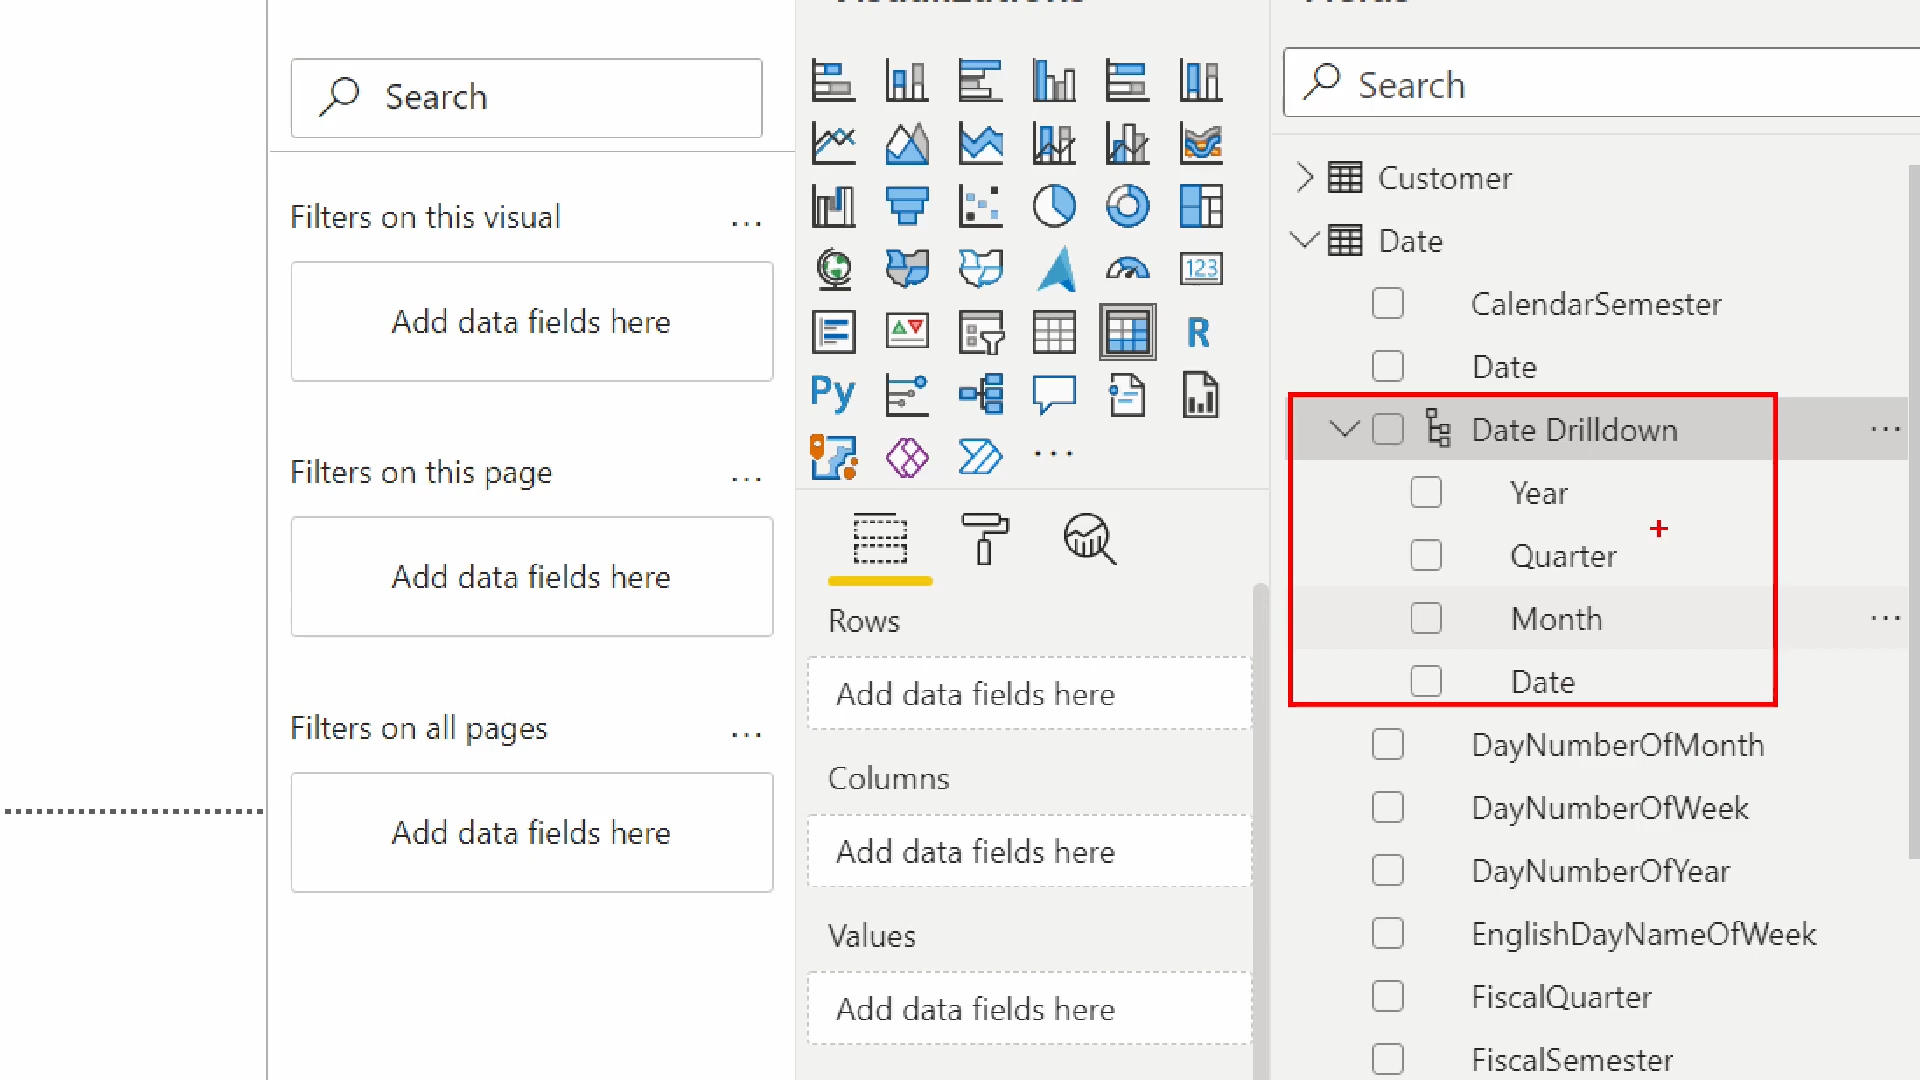 Visualizations
Fields
Search
Filters on this visual
...
Add data fields here
Filters on this page
...
Add data fields here
Filters on all pages
...
Add data fields here
123
R
Py
...
Rows
Add data fields here
Columns
Add data fields here
Values
Add data fields here
Search
Customer
Date
CalendarSemester
Date
Date Drilldown
...
Year
Quarter
Month
...
Date
DayNumberOfMonth
DayNumberOfWeek
DayNumberOfYear
EnglishDayNameOfWeek
FiscalQuarter
FiscalSemester